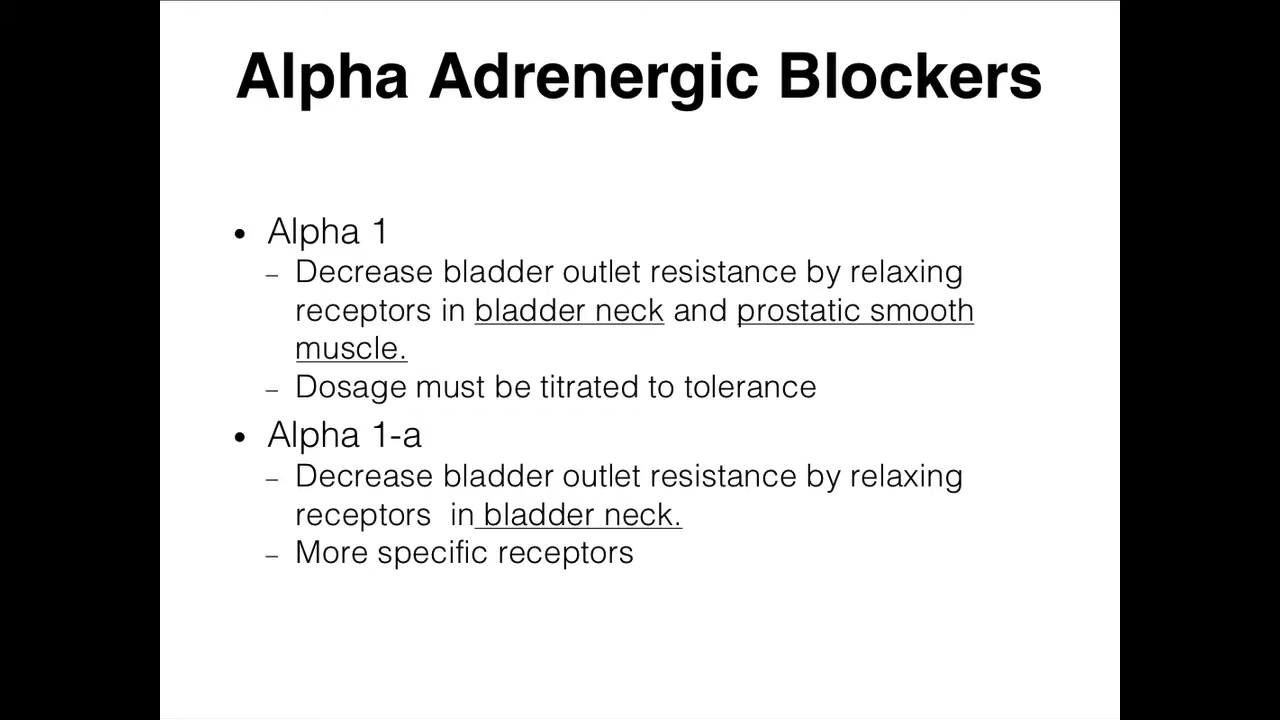 Alpha Adrenergic Blockers
• Alpha 1
– Decrease bladder outlet resistance by relaxing
receptors in bladder neck and prostatic smooth
muscle.
– Dosage must be titrated to tolerance
• Alpha 1-a
– Decrease bladder outlet resistance by relaxing
receptors  in bladder neck.
– More specific receptors